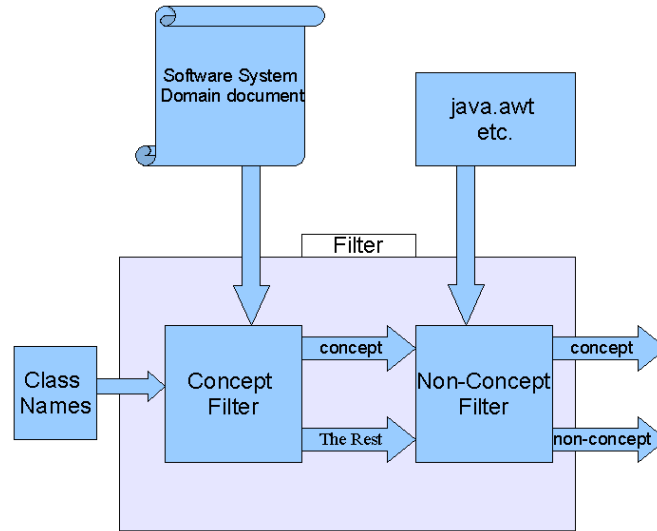 Software System
Domain document
java.awt
etc.
Filter
Class
Names
Concept
Filter
concept
The Rest
Non-Concept
Filter
concept
non-concept